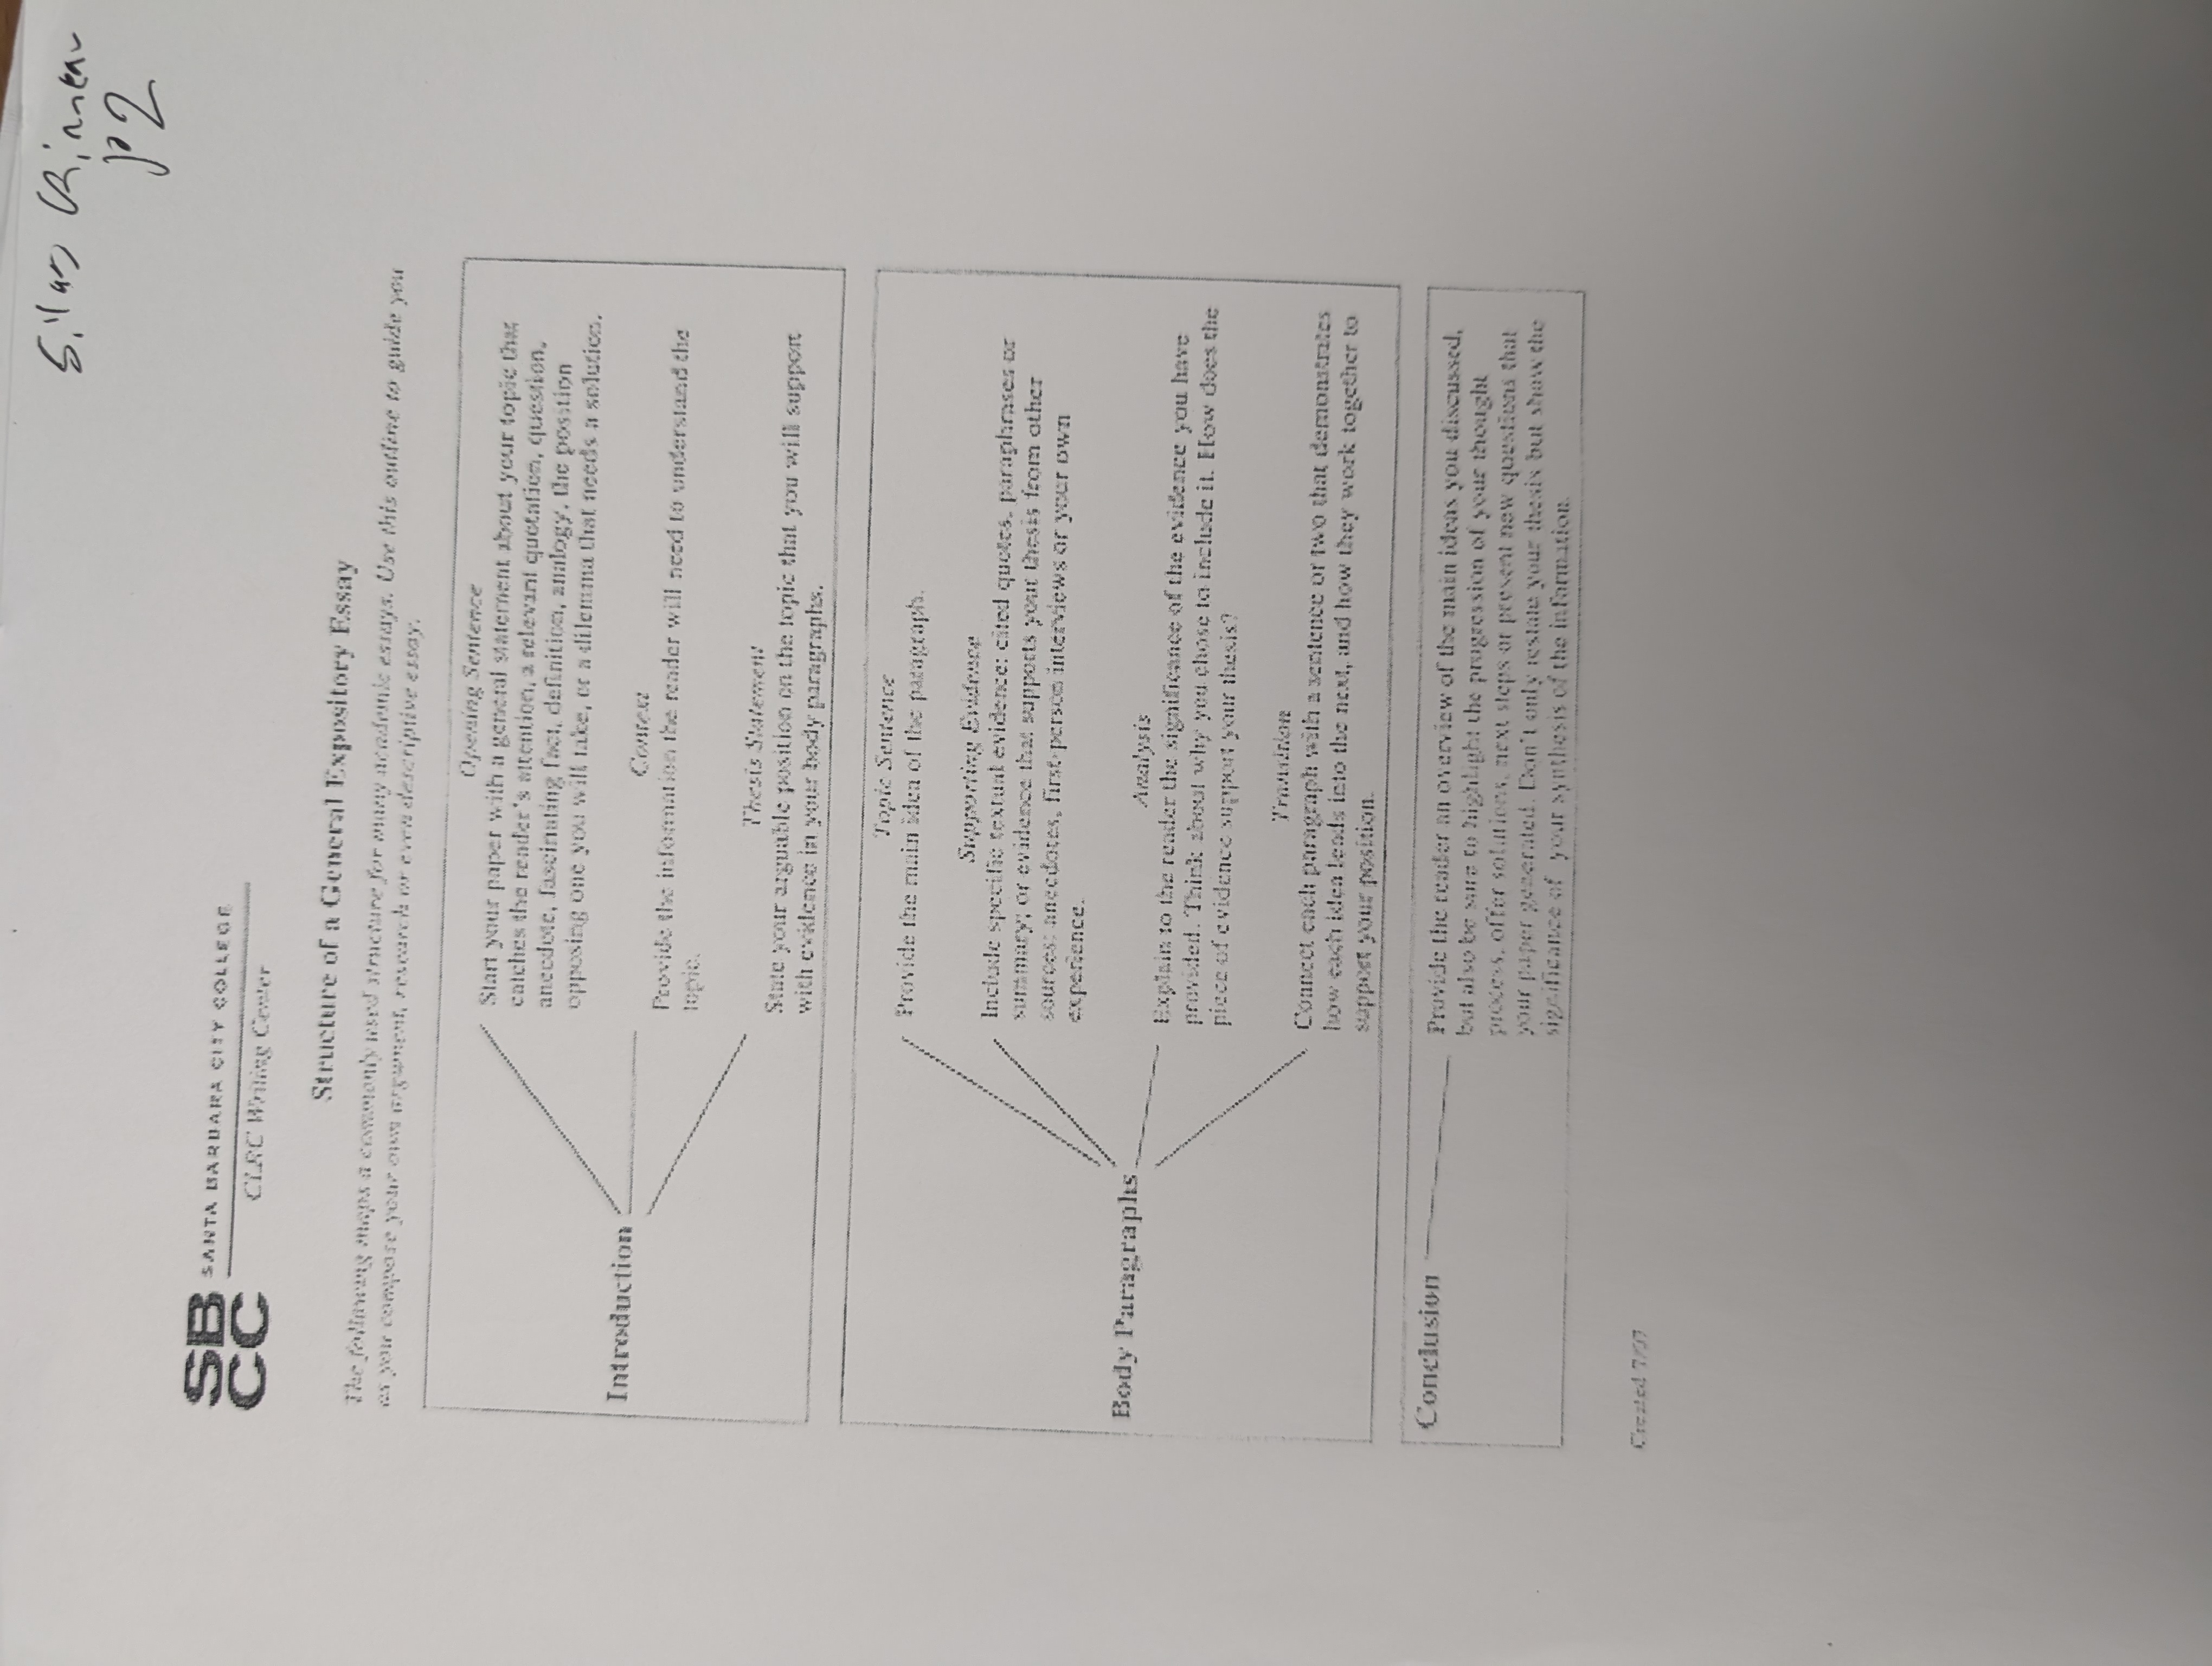 Silas Kinnear
P2
SB
CC
SANTA BARBARA CITY COLLEGE
CLRC Writing Center
Structure of a General Expository Essay
The following maps a commonly used structure for many academic essays. Use this outline to guide you
as you compose your own argument, research or even descriptive essay.
Opening Sentence
Start your paper with a general statement about your topic that
catches the reader's attention, a relevant quotation, question,
anecdote, fascinating fact, definition, analogy, the position
opposing one you will take, or a dilemma that needs a solution.
Introduction
Context
Provide the information the reader will need to understand the
topic.
Thesis Statement
State your arguable position on the topic that you will support
with evidence in your body paragraphs.
Topic Sentence
Provide the main idea of the paragraph.
Supporting Evidence
Include specific textual evidence: cited quotes, paraphrases or
summary; or evidence that supports your thesis from other
sources: anecdotes, first-person interviews or your own
experience.
Body Paragraphs
Analysis
Explain to the reader the significance of the evidence you have
provided. Think about why you chose to include it. How does the
piece of evidence support your thesis?
Transition
Connect each paragraph with a sentence or two that demonstrates
how each idea leads into the next, and how they work together to
support your position.
Conclusion
Provide the reader an overview of the main ideas you discussed,
but also be sure to highlight the progression of your thought
process, offer solutions, next steps or present new questions that
your paper generated. Don't only restate your thesis but show the
significance of your synthesis of the information.
Created 7/07